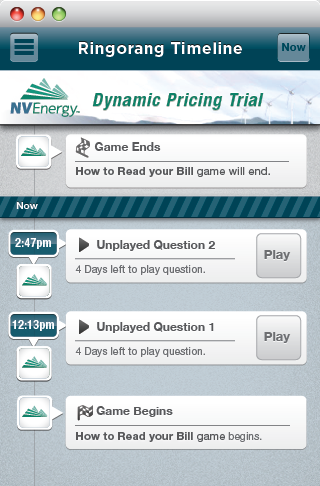 Ringorang Timeline
Now
NVEnergy
Dynamic Pricing Trial
Game Ends
How to Read your Bill game will end.
Now
2:47pm
Unplayed Question 2
4 Days left to play question.
Play
12:13pm
Unplayed Question 1
4 Days left to play question.
Play
Game Begins
How to Read your Bill game begins.